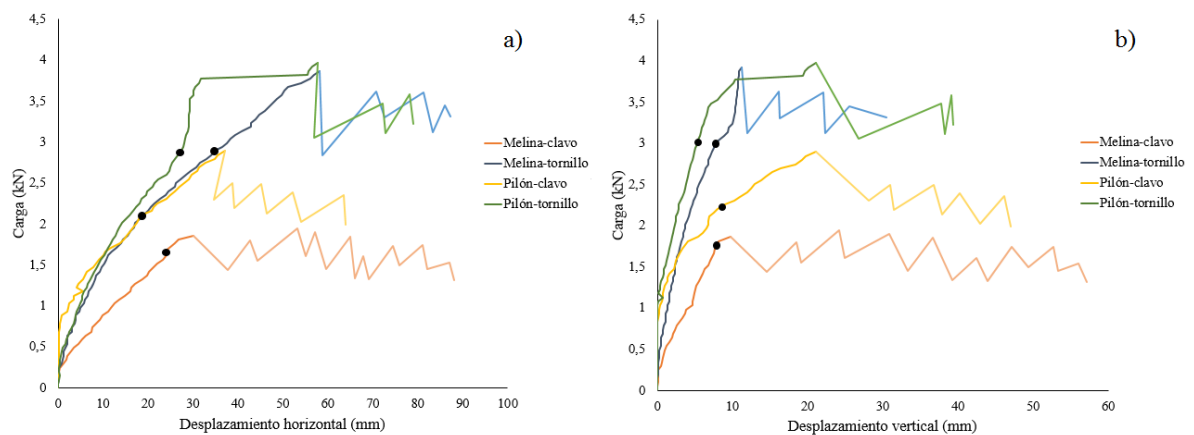 a)
Carga (kN)
4,5
4
3,5
3
2,5
2
1,5
1
0,5
0
0 10 20 30 40 50 60 70 80 90 100
Desplazamiento horizontal (mm)
Melina-clavo
Melina-tornillo
Pilón-clavo
Pilón-tornillo
b)
Carga (kN)
4,5
4
3,5
3
2,5
2
1,5
1
0,5
0
0 10 20 30 40 50 60
Desplazamiento vertical (mm)
Melina-clavo
Melina-tornillo
Pilón-clavo
Pilón-tornillo